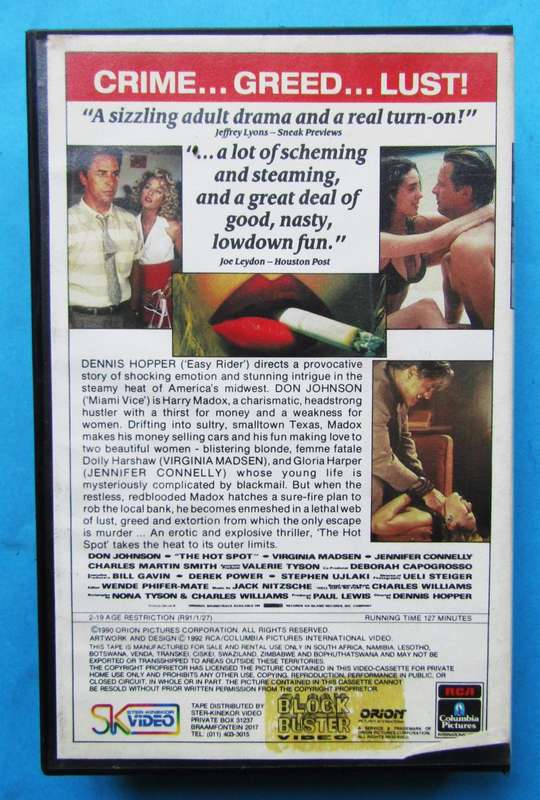 CRIME... GREED... LUST!
“A sizzling adult drama and a real turn-on!”
Jeffrey Lyons – Sneak Previews
“...a lot of scheming
and steaming,
and a great deal of
good, nasty,
lowdown fun.”
Joe Leydon – Houston Post
DENNIS HOPPER ('Easy Rider') directs a provocative
story of shocking emotion and stunning intrigue in the
steamy heat of America's midwest. DON JOHNSON
('Miami Vice') is Harry Madox, a charismatic, headstrong
hustler with a thirst for money and a weakness for
women. Drifting into sultry, smalltown Texas, Madox
makes his money selling cars and his fun making love to
two beautiful women - blistering blonde, femme fatale
Dolly Harshaw (VIRGINIA MADSEN), and Gloria Harper
(JENNIFER CONNELLY) whose young life is
mysteriously complicated by blackmail. But when the
restless, redblooded Madox hatches a sure-fire plan to
rob the local bank, he becomes enmeshed in a lethal web
of lust, greed and extortion from which the only escape
is murder ... An erotic and explosive thriller, 'The Hot
Spot' takes the heat to its outer limits.
DON JOHNSON • "THE HOT SPOT" • VIRGINIA MADSEN • JENNIFER CONNELLY
CHARLES MARTIN SMITH VALERIE TYSON DEBORAH CAPOGROSSO
BILL GAVIN • DEREK POWER • STEPHEN UJLAKI UELI STEIGER
WENDE PHIFER-MATE JACK NITZSCHE CHARLES WILLIAMS
NONA TYSON & CHARLES WILLIAMS PAUL LEWIS DENNIS HOPPER
ORIGINAL SOUNDTRACK AVAILABLE ON
2-19 AGE RESTRICTION (R91/1/27) RUNNING TIME 127 MINUTES
©1990 ORION PICTURES CORPORATION. ALL RIGHTS RESERVED.
ARTWORK AND DESIGN ©1992 RCA/COLUMBIA PICTURES INTERNATIONAL VIDEO.
THIS TAPE IS MANUFACTURED FOR SALE AND RENTAL USE ONLY IN SOUTH AFRICA, NAMIBIA, LESOTHO,
BOTSWANA, VENDA, TRANSKEI, CISKEI, SWAZILAND, ZIMBABWE AND BOPHUTHATSWANA AND MAY NOT BE
EXPORTED OR TRANSSHIPPED TO AREAS OUTSIDE THESE TERRITORIES.
THE COPYRIGHT PROPRIETOR HAS LICENSED THE PICTURE CONTAINED IN THIS VIDEO-CASSETTE FOR PRIVATE
HOME USE ONLY AND PROHIBITS ANY OTHER USE, COPYING, REPRODUCTION, PERFORMANCE IN PUBLIC, OR
CLOSED CIRCUIT, IN WHOLE OR IN PART. THE PICTURE CONTAINED IN THIS CASSETTE CANNOT
BE RESOLD WITHOUT PRIOR WRITTEN PERMISSION FROM THE COPYRIGHT PROPRIETOR.
SK STER-KINEKOR VIDEO
TAPE DISTRIBUTED BY
STER-KINEKOR VIDEO
PRIVATE BOX 31237
BRAAMFONTEIN 2017
TEL: (011) 403-3015
BLOCK
BUSTER
VIDEO
ORION
RCA
Columbia
Pictures
INTERNATIONAL